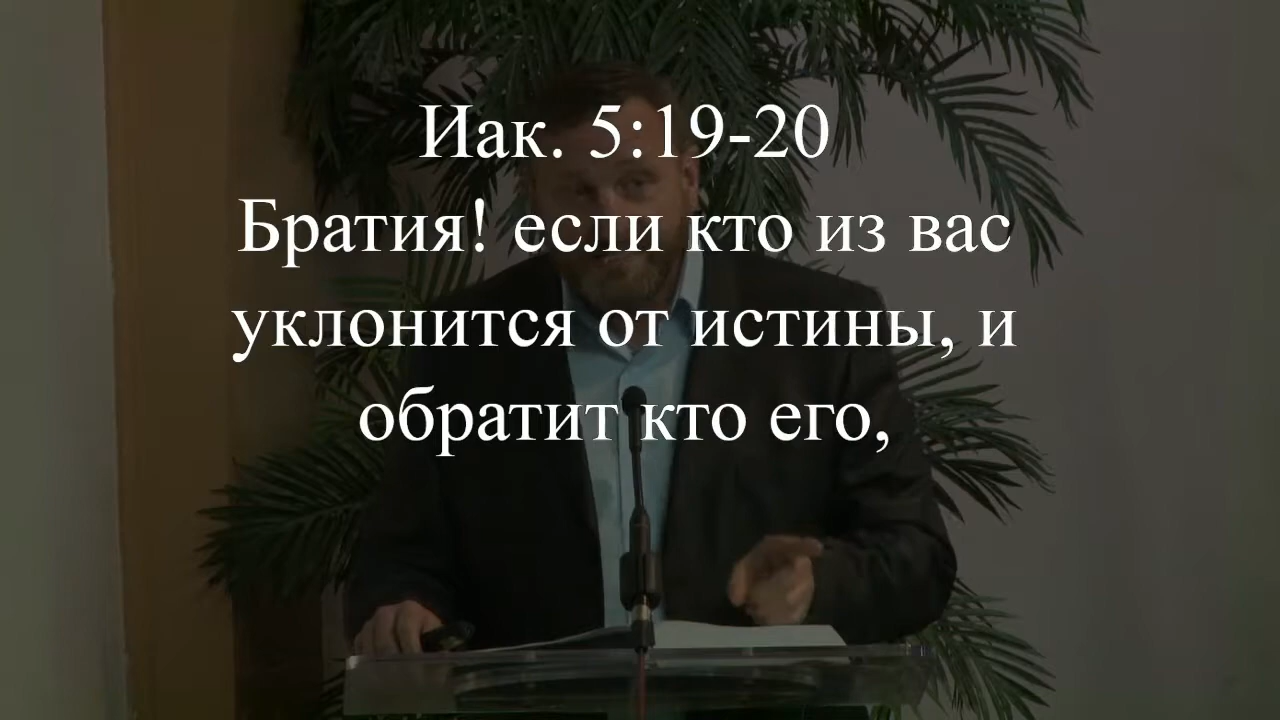 Иак. 5:19-20
Братия! если кто из вас
уклонится от истины, и
обратит кто его,